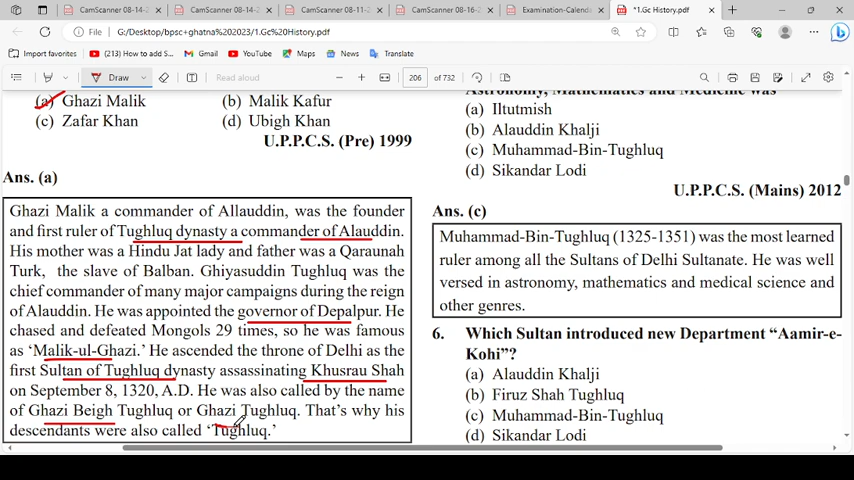 CamScanner 08-14-2
CamScanner 08-14-2
CamScanner 08-11-2
CamScanner 08-16-2
Examination-Calend
*1.Gc History.pdf
File
G:/Desktop/bpsc+ghatna%202023/1.Gc%20History.pdf
Import favorites
(213) How to add S...
Gmail
YouTube
Maps
News
Translate
Draw
Read aloud
206
of 732
(a) Ghazi Malik
(b) Malik Kafur
(c) Zafar Khan
(d) Ubigh Khan
U.P.P.C.S. (Pre) 1999
Ans. (a)
Ghazi Malik a commander of Allauddin, was the founder
and first ruler of Tughluq dynasty a commander of Alauddin.
His mother was a Hindu Jat lady and father was a Qaraunah
Turk, the slave of Balban. Ghiyasuddin Tughluq was the
chief commander of many major campaigns during the reign
of Alauddin. He was appointed the governor of Depalpur. He
chased and defeated Mongols 29 times, so he was famous
as ‘Malik-ul-Ghazi.’ He ascended the throne of Delhi as the
first Sultan of Tughluq dynasty assassinating Khusrau Shah
on September 8, 1320, A.D. He was also called by the name
of Ghazi Beigh Tughluq or Ghazi Tughluq. That’s why his
descendants were also called ‘Tughluq.’
Astronomy, Mathematics and Medicine was
(a) Iltutmish
(b) Alauddin Khalji
(c) Muhammad-Bin-Tughluq
(d) Sikandar Lodi
U.P.P.C.S. (Mains) 2012
Ans. (c)
Muhammad-Bin-Tughluq (1325-1351) was the most learned
ruler among all the Sultans of Delhi Sultanate. He was well
versed in astronomy, mathematics and medical science and
other genres.
6. Which Sultan introduced new Department “Aamir-e-
Kohi”?
(a) Alauddin Khalji
(b) Firuz Shah Tughluq
(c) Muhammad-Bin-Tughluq
(d) Sikandar Lodi